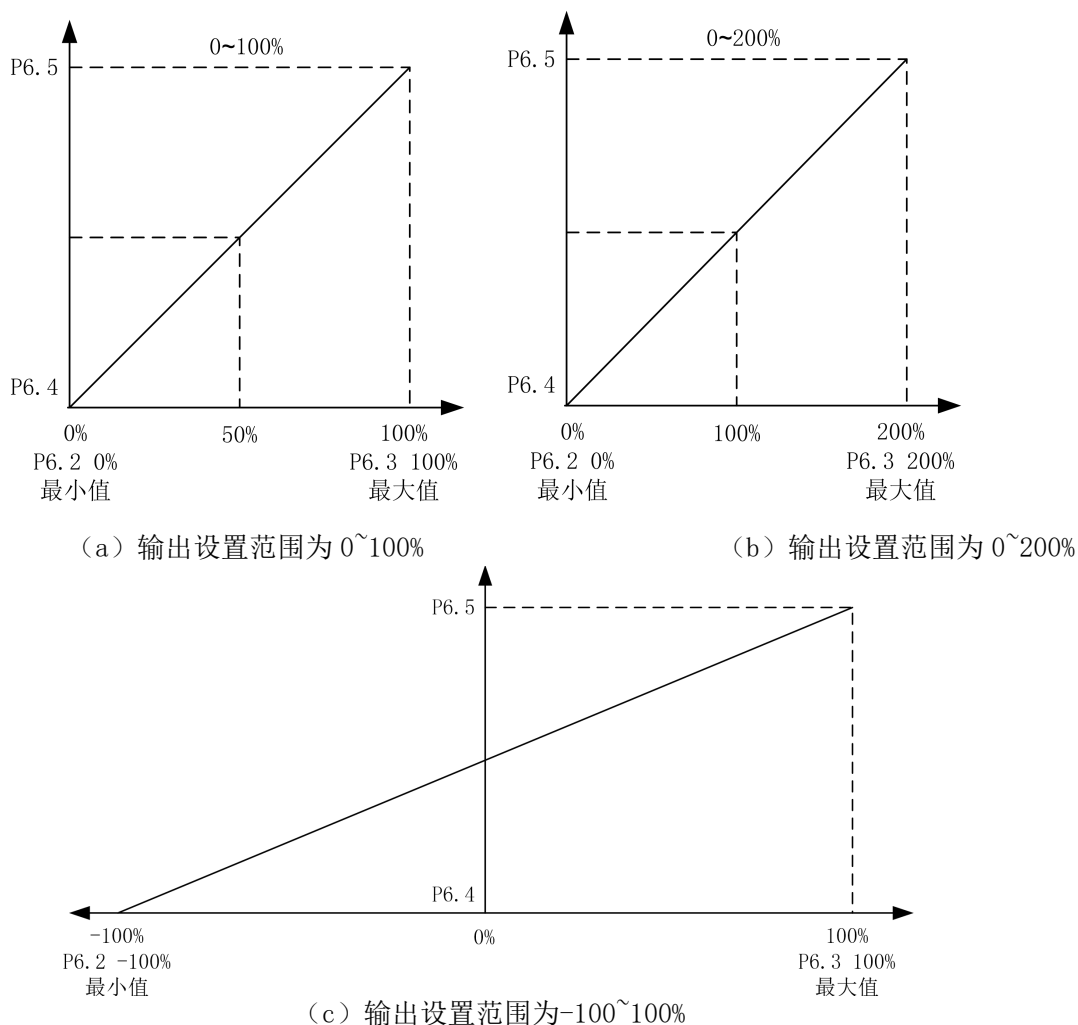 0~100%
P6.5
P6.4
0%
50%
100%
P6.2 0%
最小值
P6.3 100%
最大值
(a)输出设置范围为 0~100%
0~200%
P6.5
P6.4
0%
100%
200%
P6.2 0%
最小值
P6.3 200%
最大值
(b)输出设置范围为 0~200%
P6.5
P6.4
-100%
0%
100%
P6.2 -100%
最小值
P6.3 100%
最大值
(c)输出设置范围为-100~100%